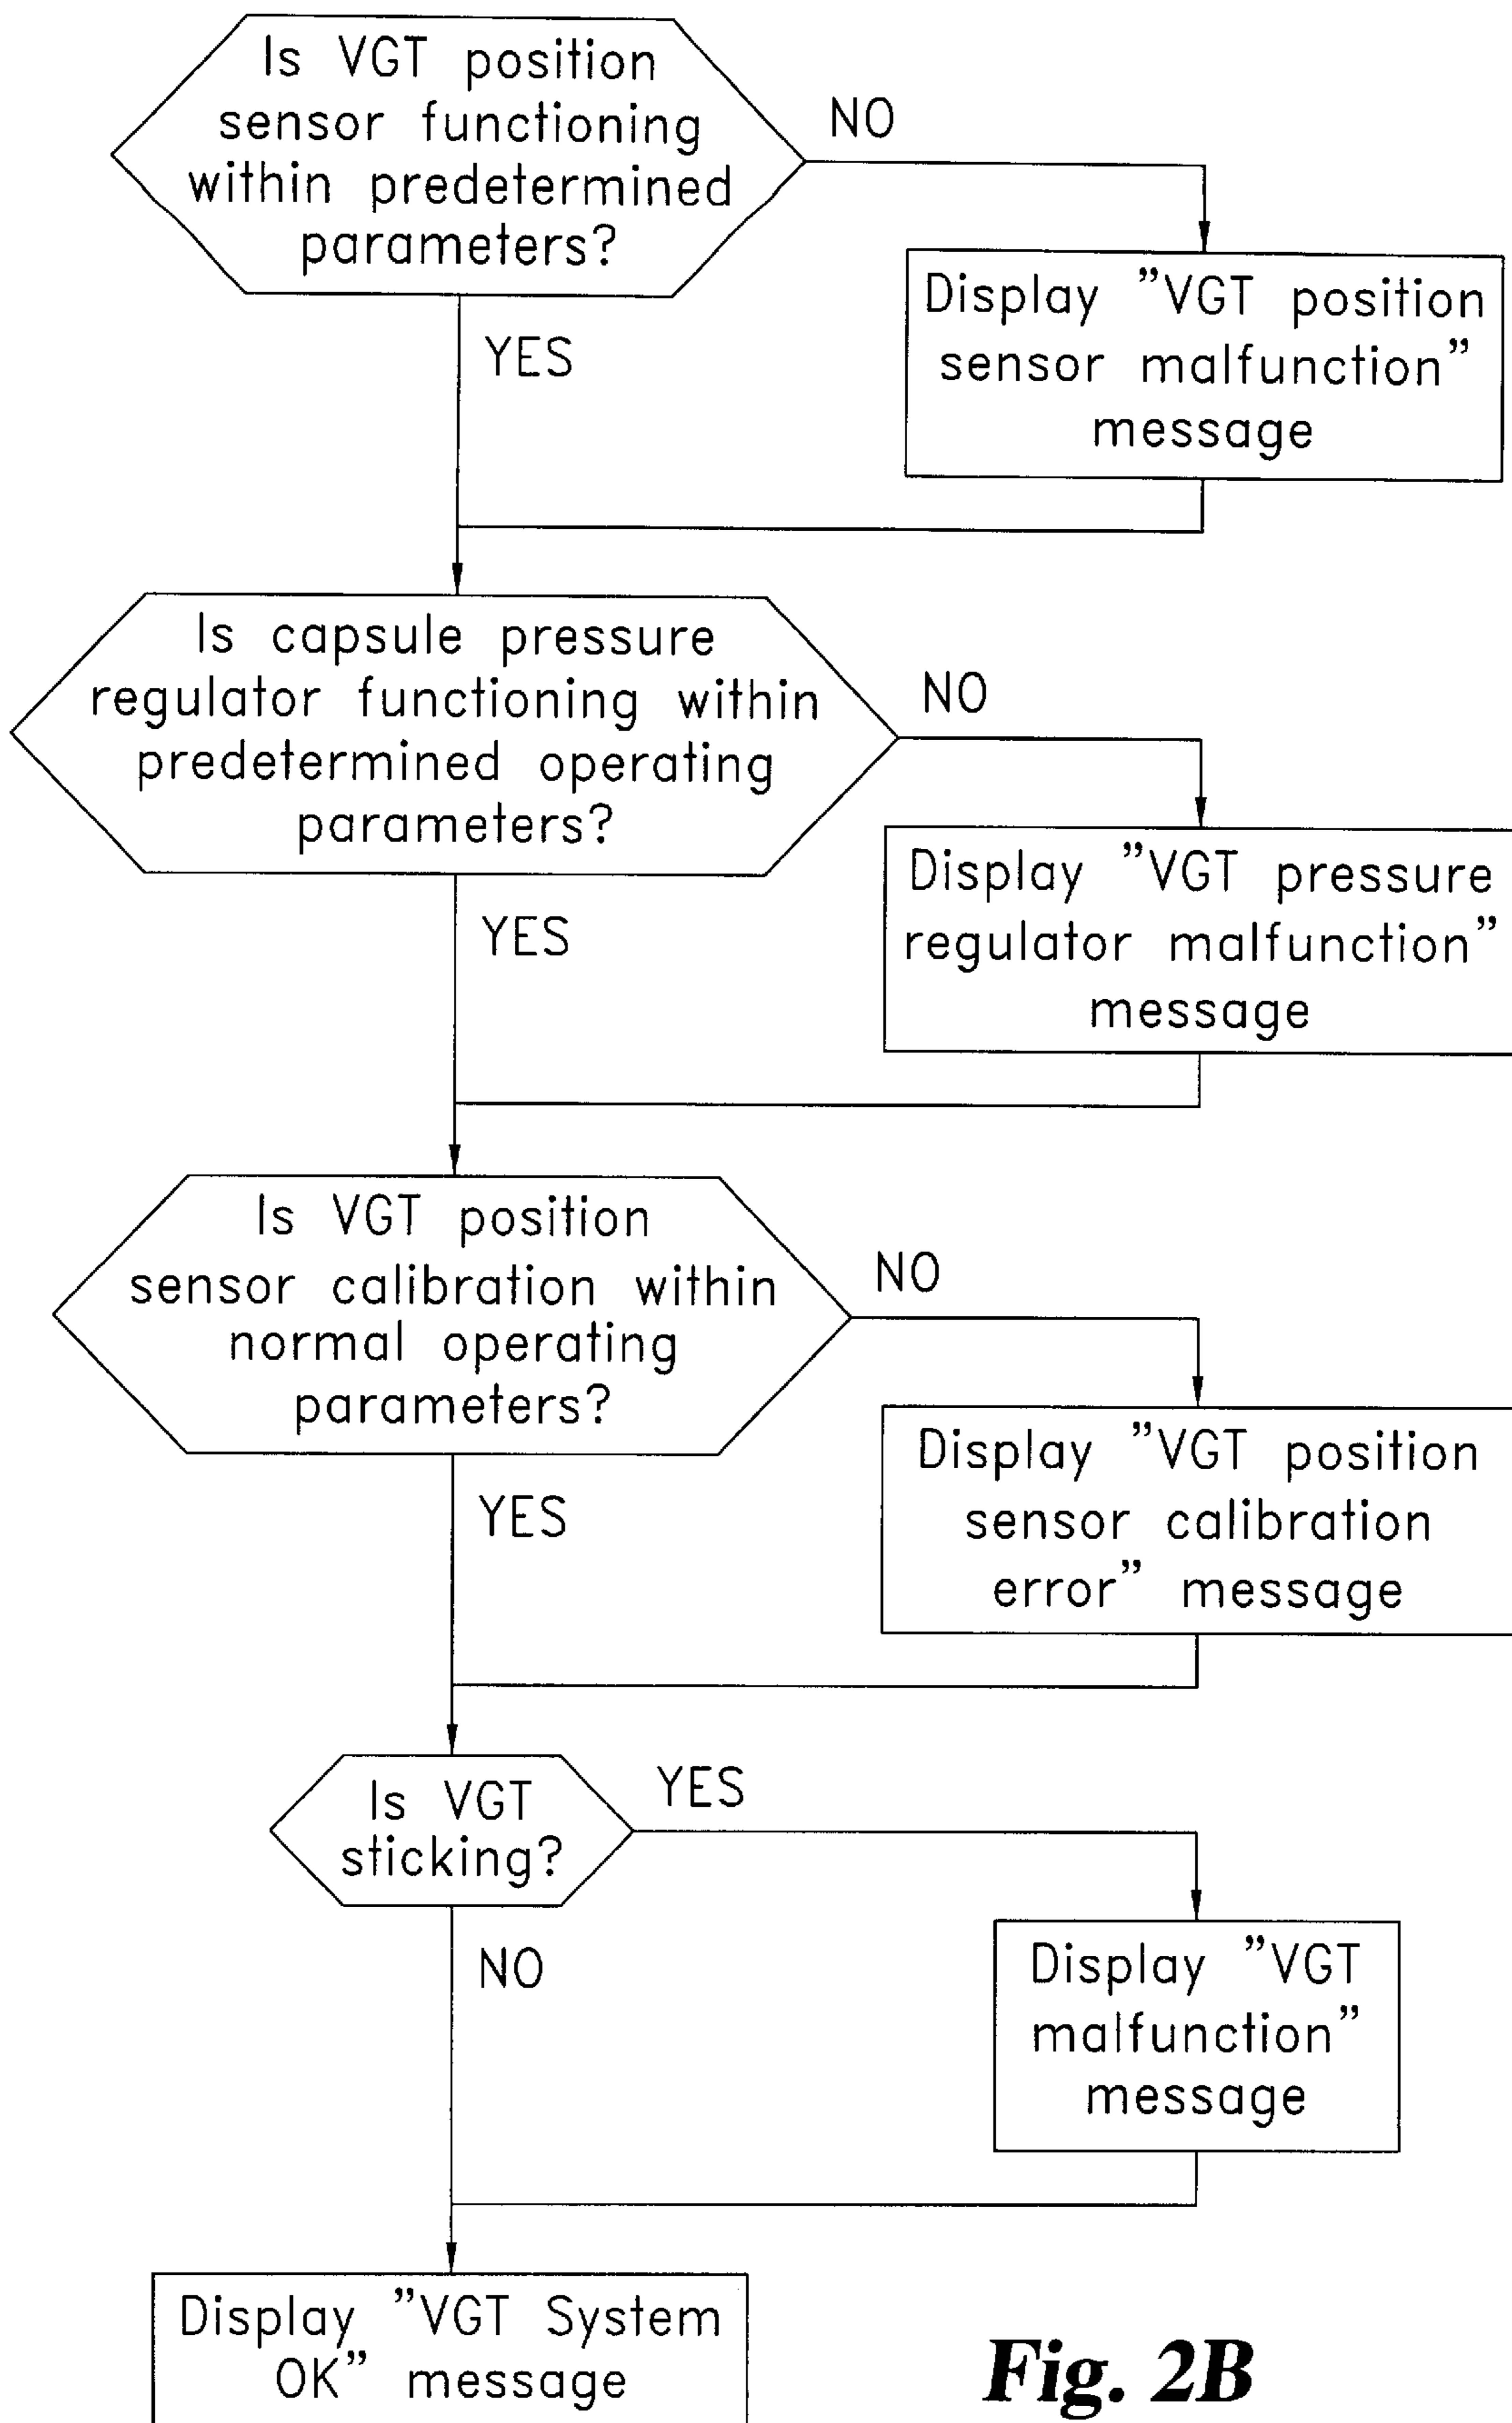 Is VGT position
sensor functioning
within predetermined
parameters?
NO
Display ”VGT position
sensor malfunction”
message
YES
Is capsule pressure
regulator functioning within
predetermined operating
parameters?
NO
Display ”VGT pressure
regulator malfunction”
message
YES
Is VGT position
sensor calibration within
normal operating
parameters?
NO
Display ”VGT position
sensor calibration
error” message
YES
Is VGT
sticking?
YES
Display ”VGT
malfunction”
message
NO
Display ”VGT System
OK” message
Fig. 2B